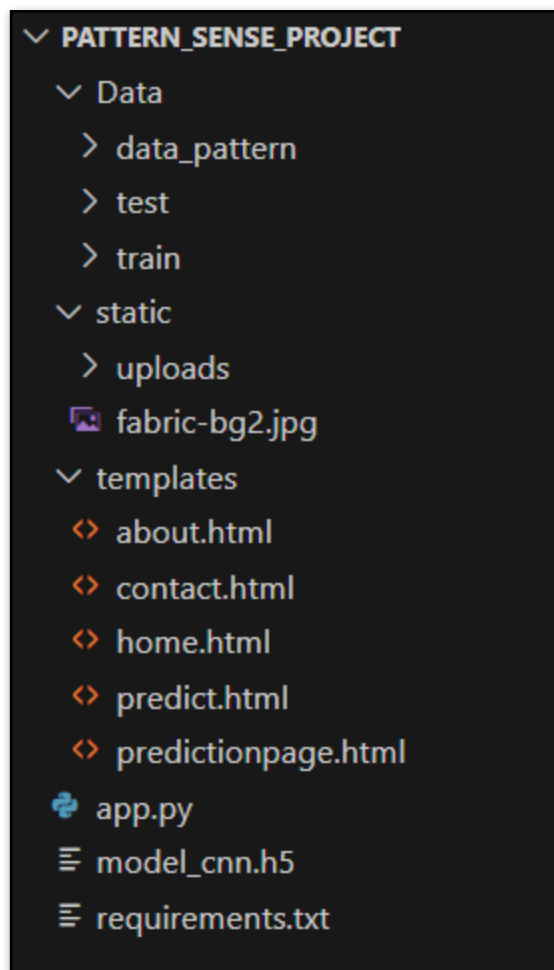 PATTERN_SENSE_PROJECT
Data
data_pattern
test
train
static
uploads
fabric-bg2.jpg
templates
about.html
contact.html
home.html
predict.html
predictionpage.html
app.py
model_cnn.h5
requirements.txt